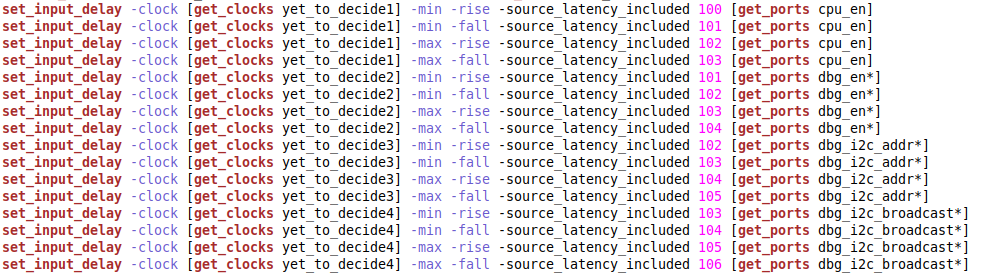 set_input_delay -clock [get_clocks yet_to_decide1] -min -rise -source_latency_included 100 [get_ports cpu_en]
set_input_delay -clock [get_clocks yet_to_decide1] -min -fall -source_latency_included 101 [get_ports cpu_en]
set_input_delay -clock [get_clocks yet_to_decide1] -max -rise -source_latency_included 102 [get_ports cpu_en]
set_input_delay -clock [get_clocks yet_to_decide1] -max -fall -source_latency_included 103 [get_ports cpu_en]
set_input_delay -clock [get_clocks yet_to_decide2] -min -rise -source_latency_included 101 [get_ports dbg_en*]
set_input_delay -clock [get_clocks yet_to_decide2] -min -fall -source_latency_included 102 [get_ports dbg_en*]
set_input_delay -clock [get_clocks yet_to_decide2] -max -rise -source_latency_included 103 [get_ports dbg_en*]
set_input_delay -clock [get_clocks yet_to_decide2] -max -fall -source_latency_included 104 [get_ports dbg_en*]
set_input_delay -clock [get_clocks yet_to_decide3] -min -rise -source_latency_included 102 [get_ports dbg_i2c_addr*]
set_input_delay -clock [get_clocks yet_to_decide3] -min -fall -source_latency_included 103 [get_ports dbg_i2c_addr*]
set_input_delay -clock [get_clocks yet_to_decide3] -max -rise -source_latency_included 104 [get_ports dbg_i2c_addr*]
set_input_delay -clock [get_clocks yet_to_decide3] -max -fall -source_latency_included 105 [get_ports dbg_i2c_addr*]
set_input_delay -clock [get_clocks yet_to_decide4] -min -rise -source_latency_included 103 [get_ports dbg_i2c_broadcast*]
set_input_delay -clock [get_clocks yet_to_decide4] -min -fall -source_latency_included 104 [get_ports dbg_i2c_broadcast*]
set_input_delay -clock [get_clocks yet_to_decide4] -max -rise -source_latency_included 105 [get_ports dbg_i2c_broadcast*]
set_input_delay -clock [get_clocks yet_to_decide4] -max -fall -source_latency_included 106 [get_ports dbg_i2c_broadcast*]